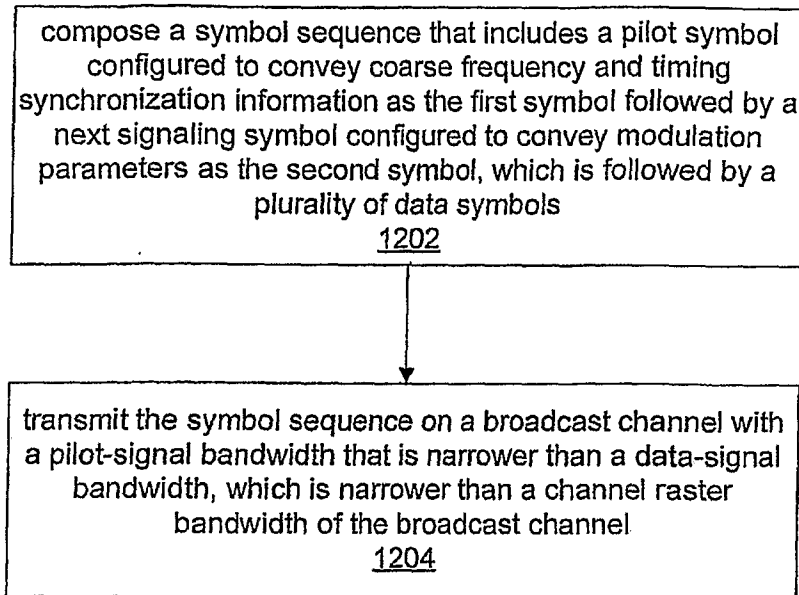 compose a symbol sequence that includes a pilot symbol
configured to convey coarse frequency and timing
synchronization information as the first symbol followed by a
next signaling symbol configured to convey modulation
parameters as the second symbol, which is followed by a
plurality of data symbols
1202
transmit the symbol sequence on a broadcast channel with
a pilot-signal bandwidth that is narrower than a data-signal
bandwidth, which is narrower than a channel raster
bandwidth of the broadcast channel
1204